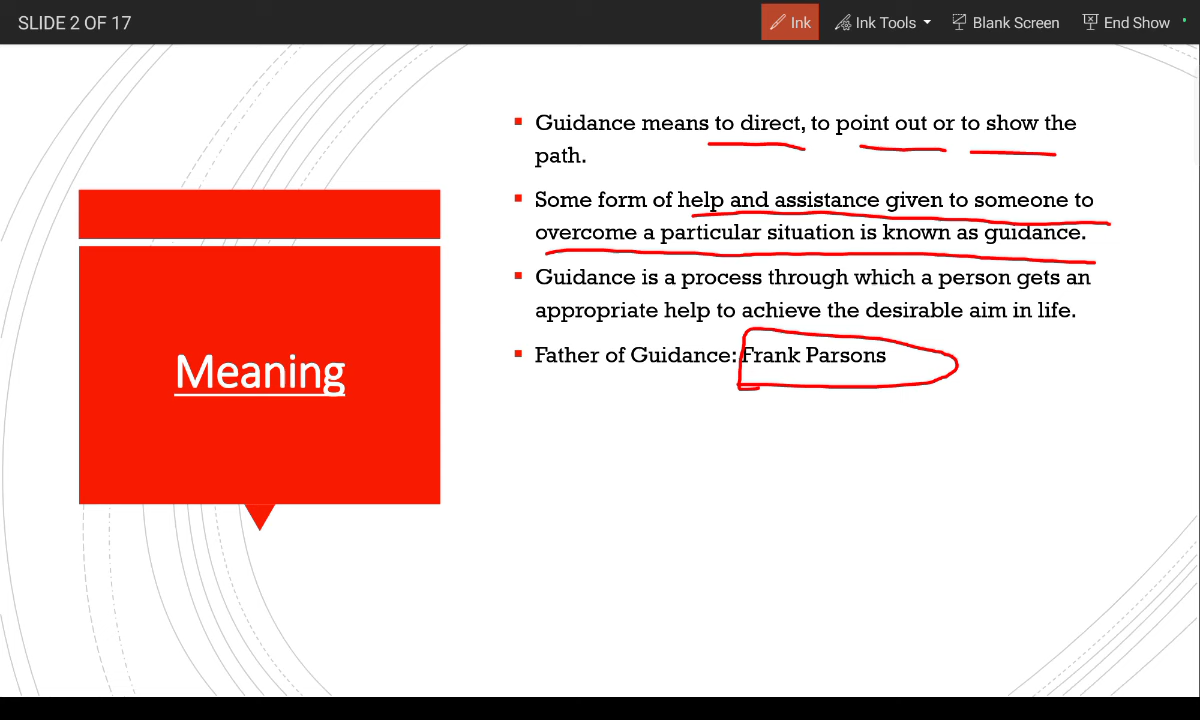 SLIDE 2 OF 17
Ink
Ink Tools
Blank Screen
End Show
Meaning
Guidance means to direct, to point out or to show the
path.
Some form of help and assistance given to someone to
overcome a particular situation is known as guidance.
Guidance is a process through which a person gets an
appropriate help to achieve the desirable aim in life.
Father of Guidance: Frank Parsons